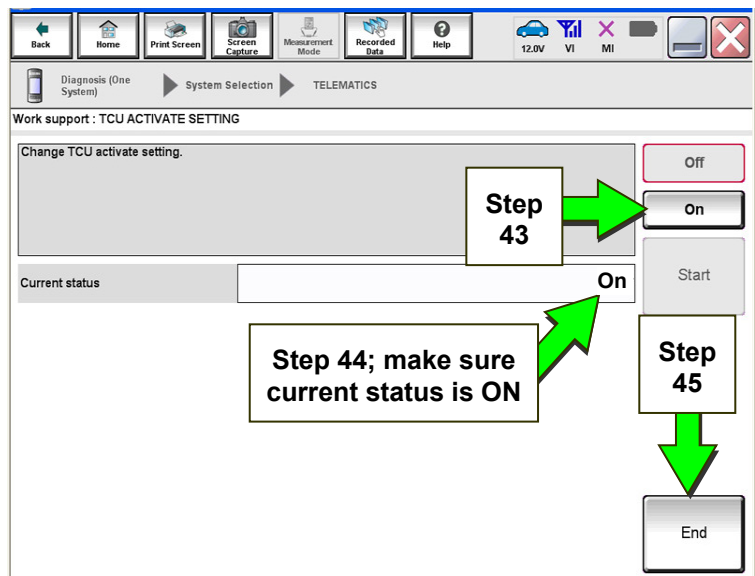 Back
Home
Print Screen
Screen
Capture
Measurement
Mode
Recorded
Data
Help
12.0V
VI
MI
Diagnosis (One
System)
System Selection
TELEMATICS
Work support : TCU ACTIVATE SETTING
Change TCU activate setting.
Off
Step
43
On
Current status
On
Start
Step 44; make sure
current status is ON
Step
45
End